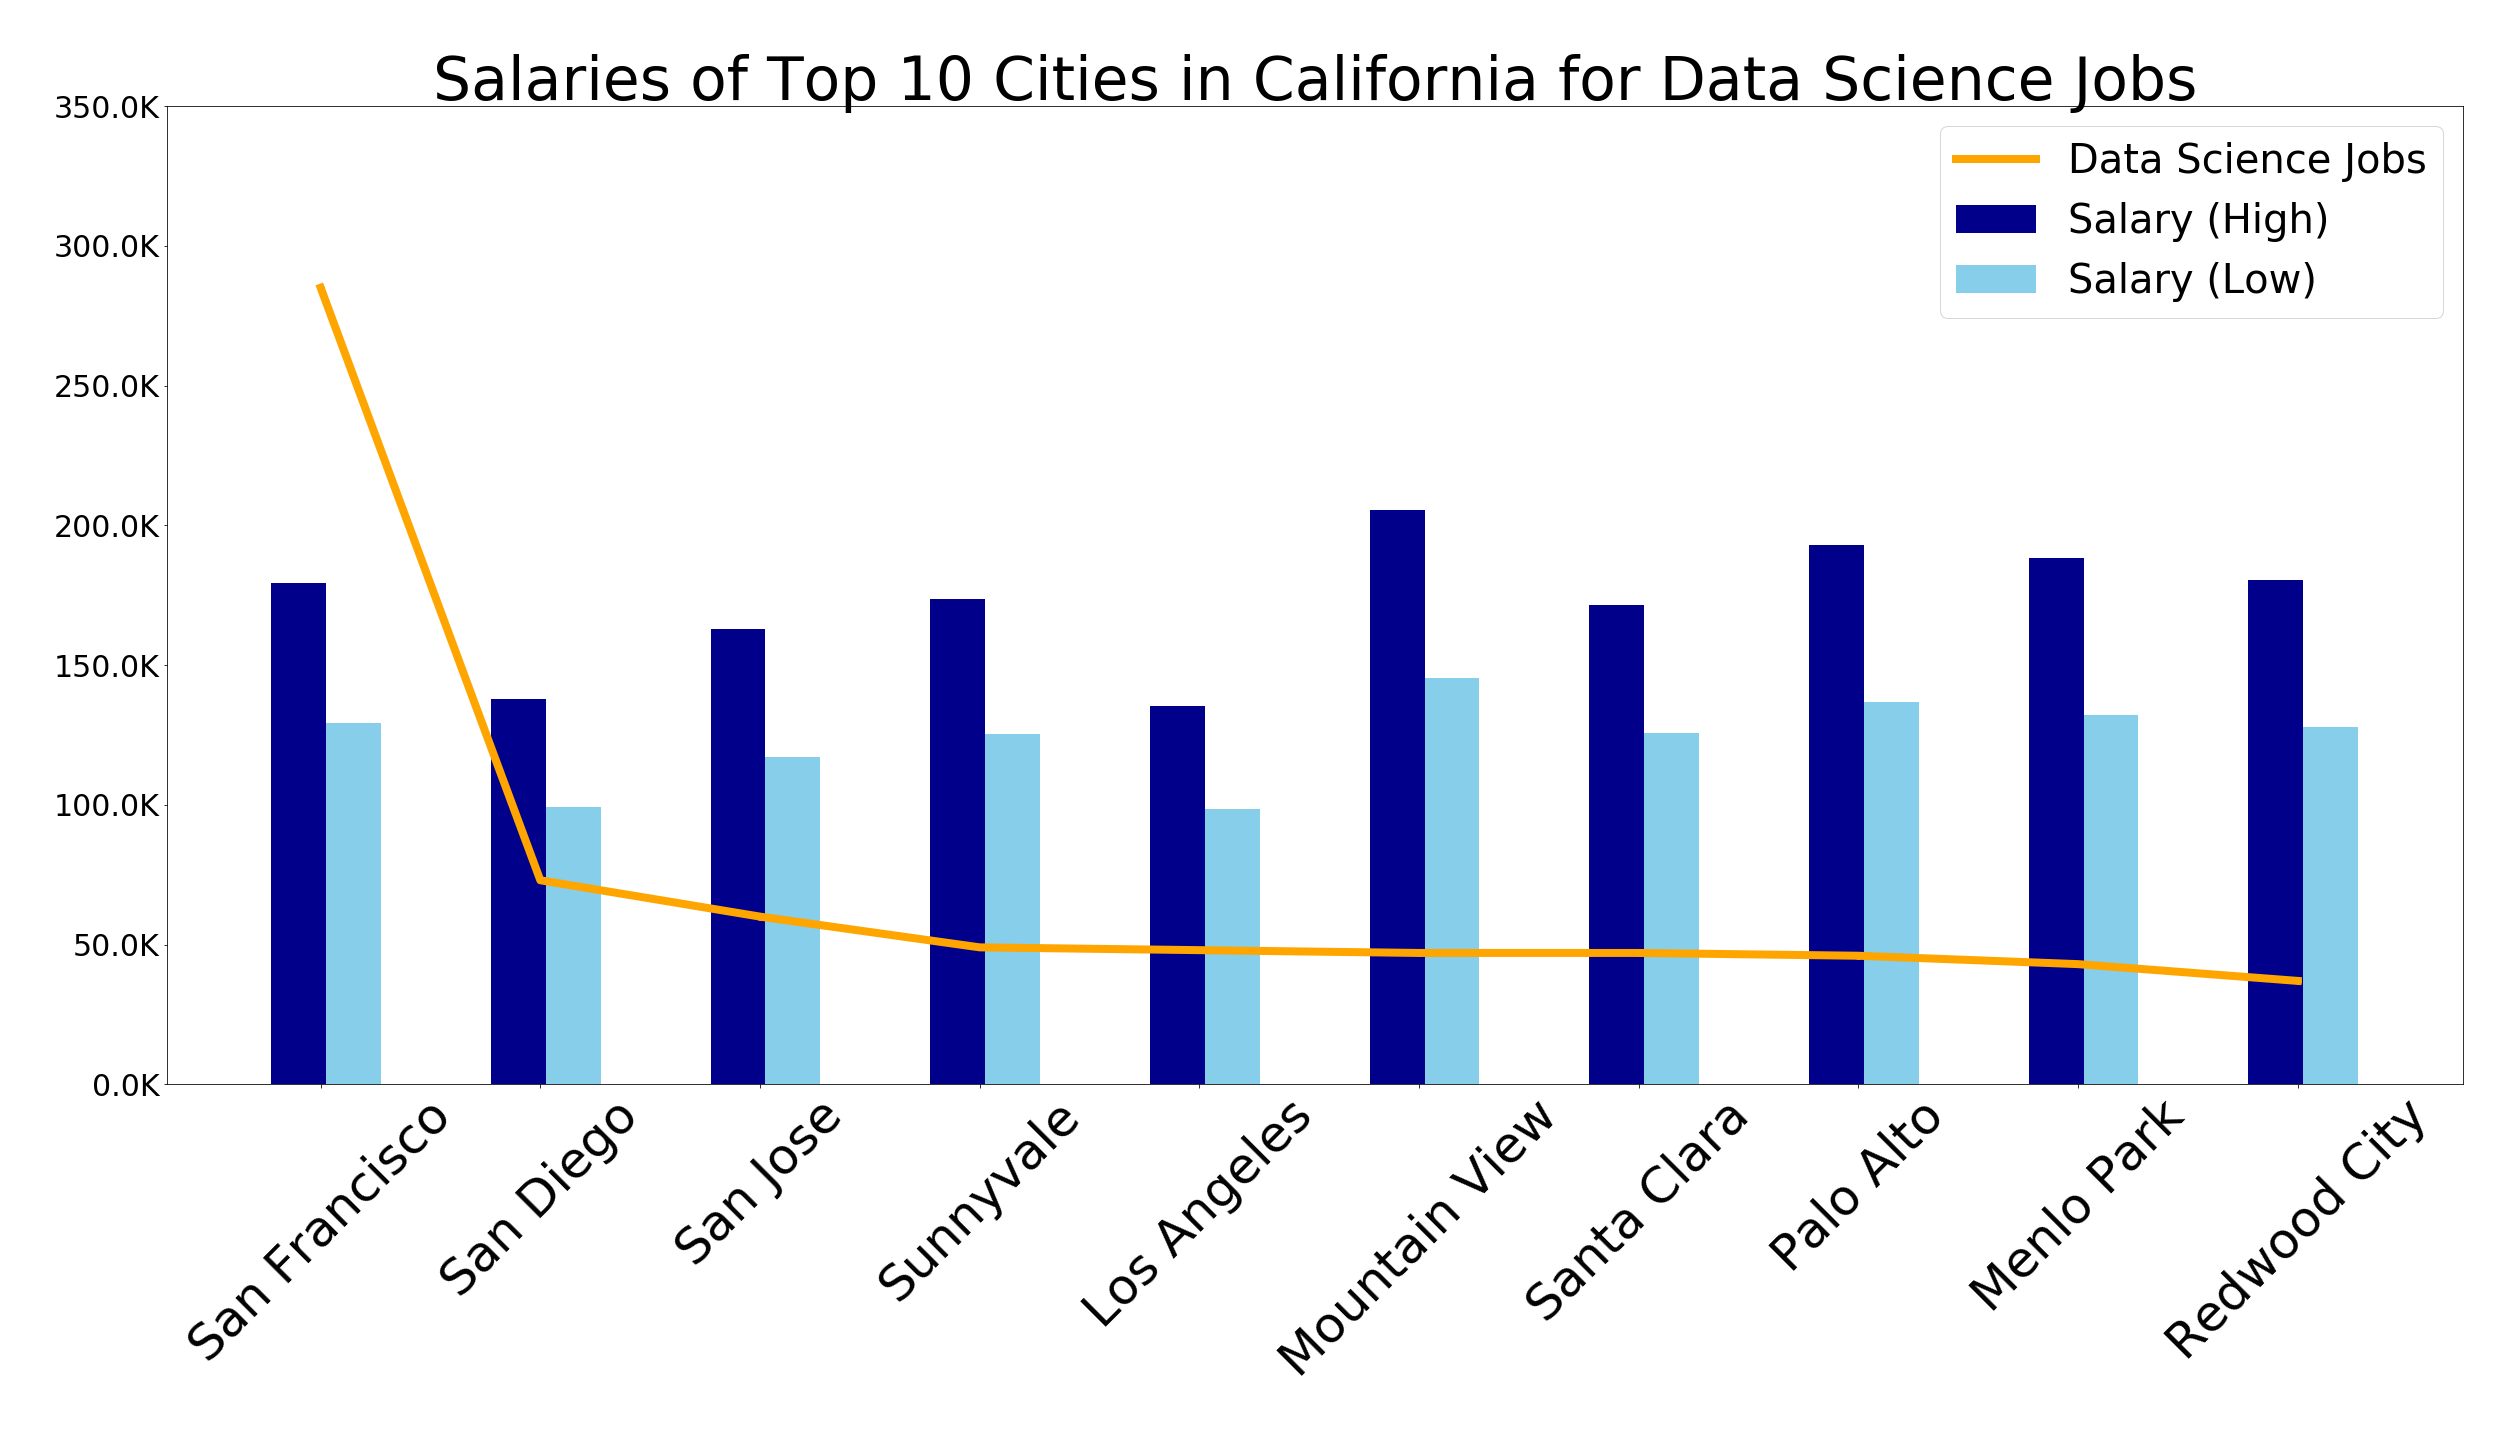 Salaries of Top 10 Cities in California for Data Science Jobs
350.0K
300.0K
250.0K
200.0K
150.0K
100.0K
50.0K
0.0K
Data Science Jobs
Salary (High)
Salary (Low)
San Francisco
San Diego
San Jose
Sunnyvale
Los Angeles
Mountain View
Santa Clara
Palo Alto
Menlo Park
Redwood City